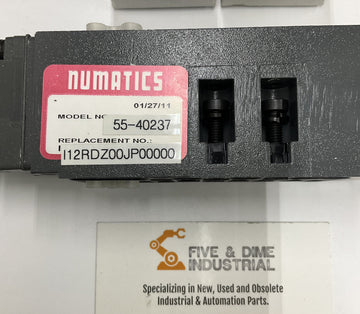 NUMATICS
01/27/11
MODEL NO
55-40237
REPLACEMENT NO.:
I12RDZ00JP00000
FIVE & DIME
INDUSTRIAL
Specializing in New, Used and Obsolete
Industrial & Automation Parts.